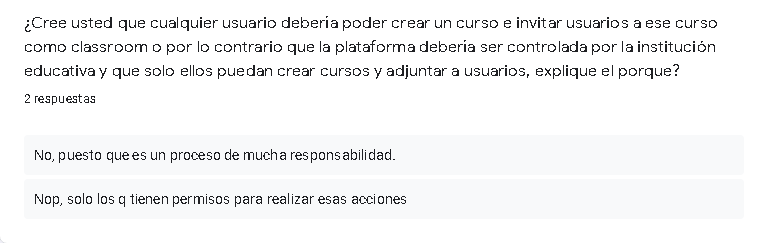 ¿Cree usted que cualquier usuario debería poder crear un curso e invitar usuarios a ese curso
como classroom o por lo contrario que la plataforma debería ser controlada por la institución
educativa y que solo ellos puedan crear cursos y adjuntar a usuarios, explique el porque?
2 respuestas
No, puesto que es un proceso de mucha responsabilidad.
Nop, solo los q tienen permisos para realizar esas acciones